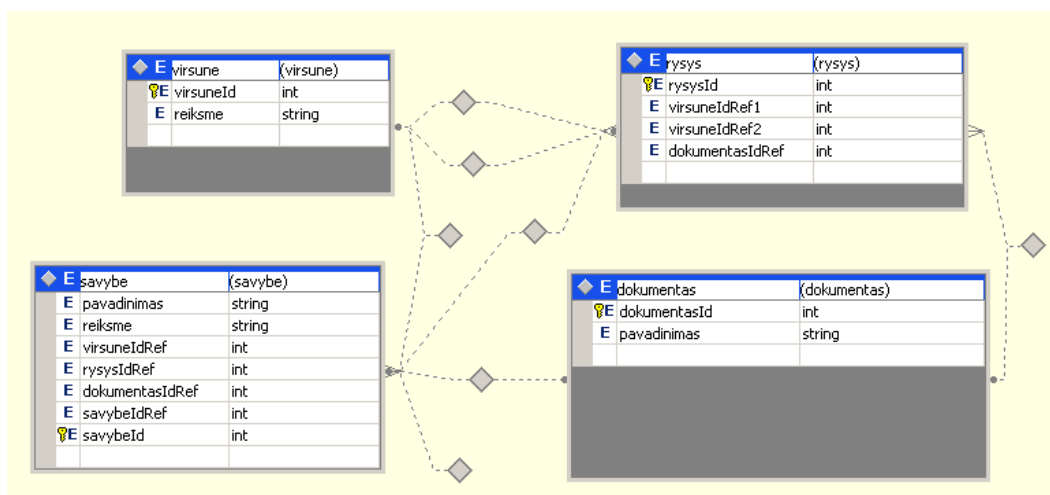 E virsune (virsune)
E virsuneId int
E reiksme string
E rysys (rysys)
E rysysId int
E virsuneIdRef1 int
E virsuneIdRef2 int
E dokumentasIdRef int
E savybe (savybe)
E pavadinimas string
E reiksme string
E virsuneIdRef int
E rysysIdRef int
E dokumentasIdRef int
E savybeIdRef int
E savybeId int
E dokumentas (dokumentas)
E dokumentasId int
E pavadinimas string